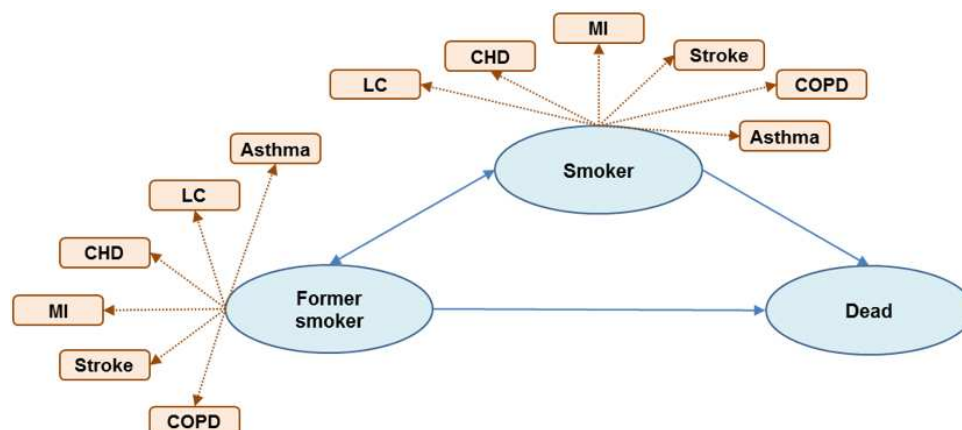 MI
CHD
Stroke
LC
COPD
Asthma
Smoker
Asthma
LC
CHD
MI
Stroke
COPD
Former
smoker
Dead